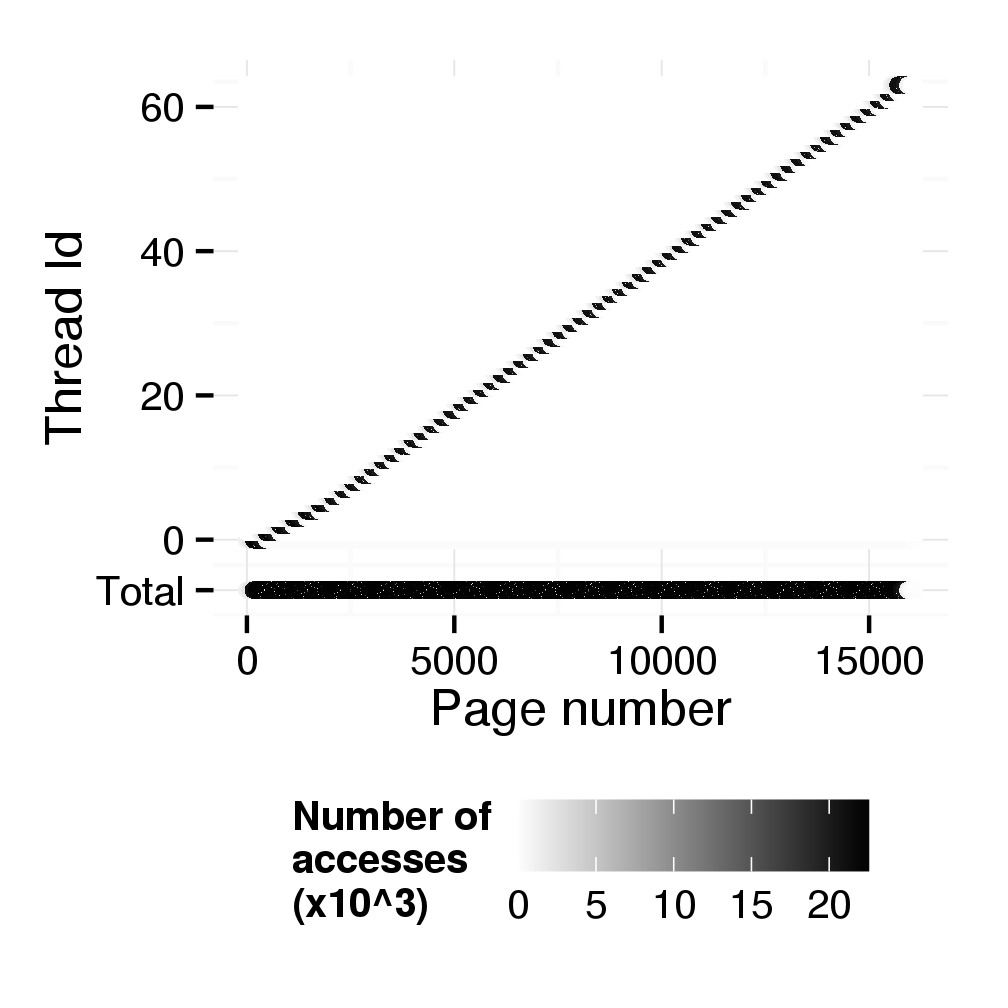 60
40
20
0
Total
Thread Id
0 5000 10000 15000
Page number
Number of
accesses
(x10^3)
0 5 10 15 20